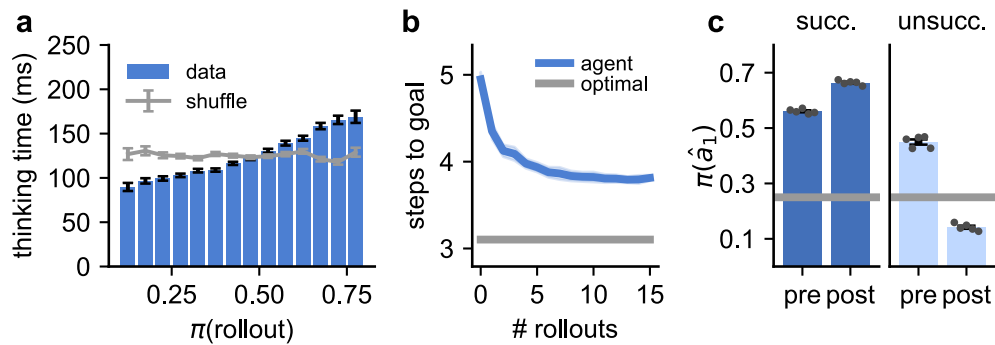 a
thinking time (ms)
250
200
150
100
50
0
data
shuffle
0.25
0.50
0.75
π(rollout)
b
steps to goal
5
4
3
agent
optimal
0
5
10
15
# rollouts
c
succ.
unsucc.
π(â₁)
0.7
0.5
0.3
0.1
pre post
pre post